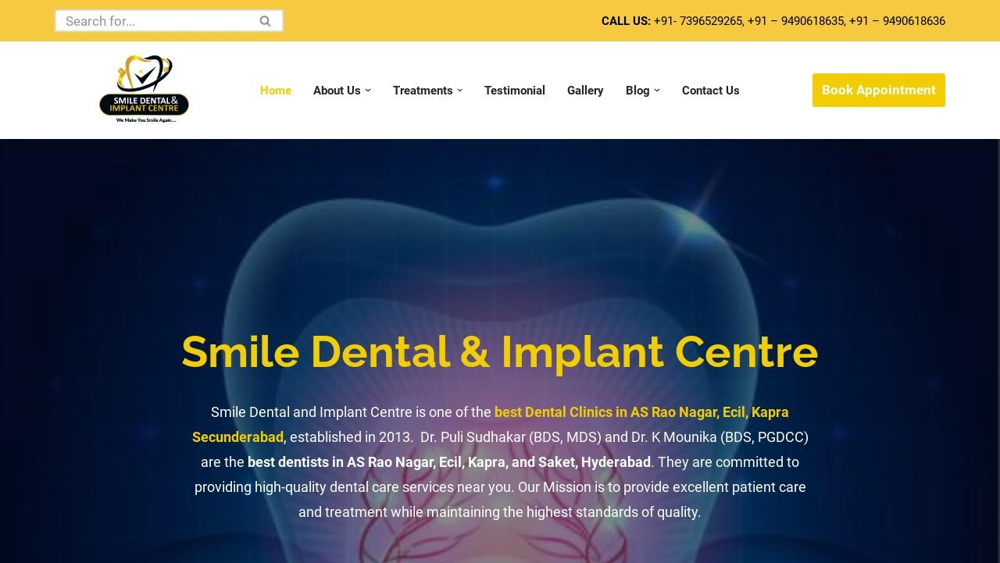 Search for...
CALL US: +91- 7396529265, +91 – 9490618635, +91 – 9490618636
SMILE DENTAL &
IMPLANT CENTRE
We Make You Smile Again....
Home
About Us
Treatments
Testimonial
Gallery
Blog
Contact Us
Book Appointment
Smile Dental & Implant Centre
Smile Dental and Implant Centre is one of the best Dental Clinics in AS Rao Nagar, Ecil, Kapra
Secunderabad, established in 2013.  Dr. Puli Sudhakar (BDS, MDS) and Dr. K Mounika (BDS, PGDCC)
are the best dentists in AS Rao Nagar, Ecil, Kapra, and Saket, Hyderabad. They are committed to
providing high-quality dental care services near you. Our Mission is to provide excellent patient care
and treatment while maintaining the highest standards of quality.